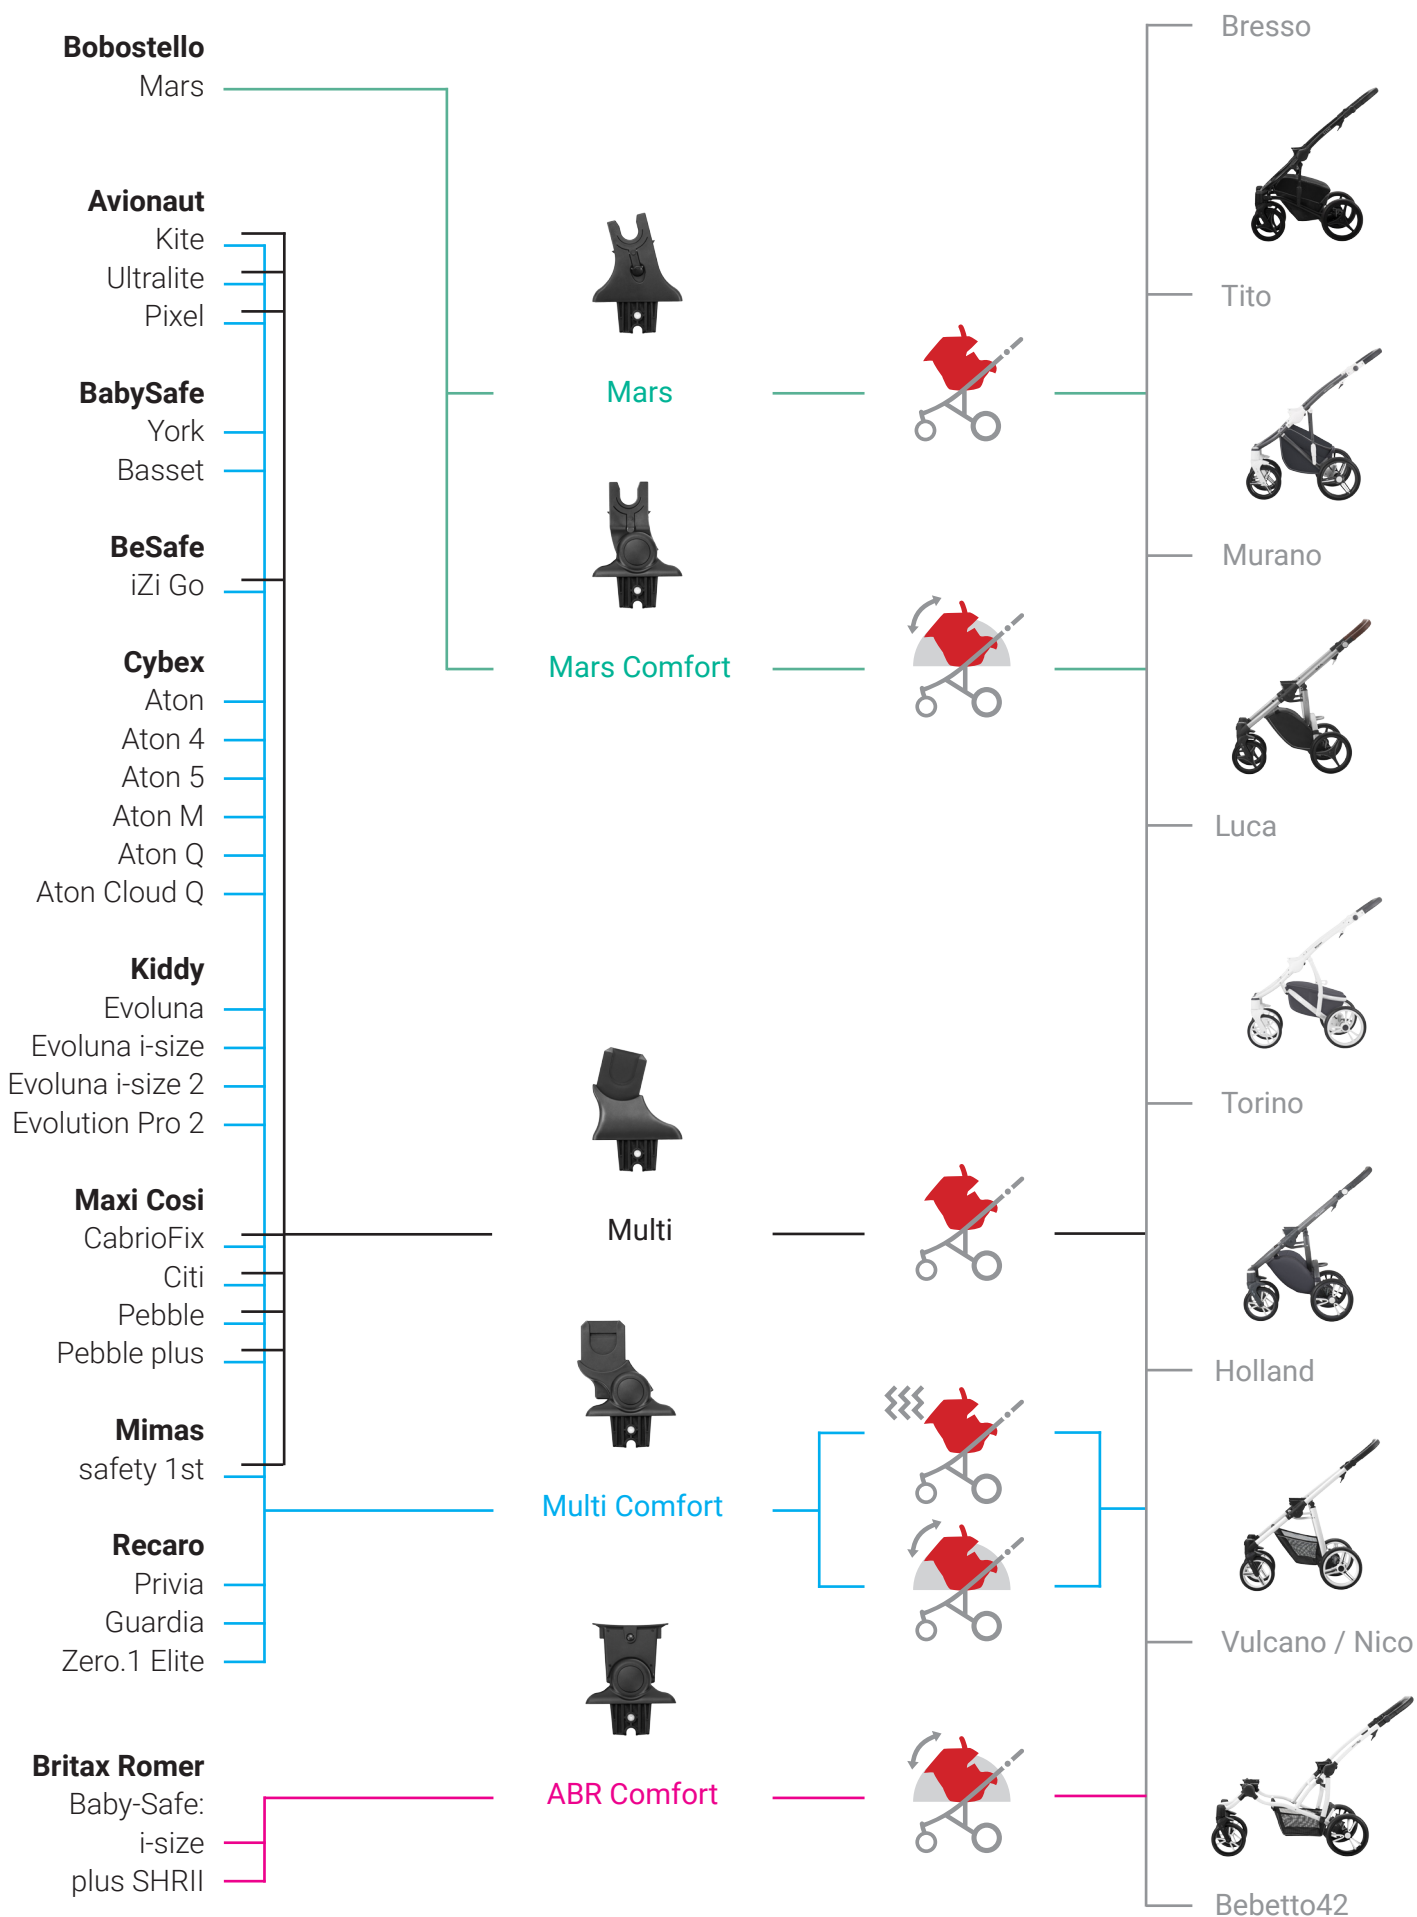 Bobostello
Mars
Avionaut
Kite
Ultralite
Pixel
BabySafe
York
Basset
BeSafe
iZi Go
Cybex
Aton
Aton 4
Aton 5
Aton M
Aton Q
Aton Cloud Q
Kiddy
Evoluna
Evoluna i-size
Evoluna i-size 2
Evolution Pro 2
Maxi Cosi
CabrioFix
Citi
Pebble
Pebble plus
Mimas
safety 1st
Recaro
Privia
Guardia
Zero.1 Elite
Britax Romer
Baby-Safe:
i-size
plus SHRII
Mars
Mars Comfort
Multi
Multi Comfort
ABR Comfort
Bresso
Tito
Murano
Luca
Torino
Holland
Vulcano / Nico
Bebetto42